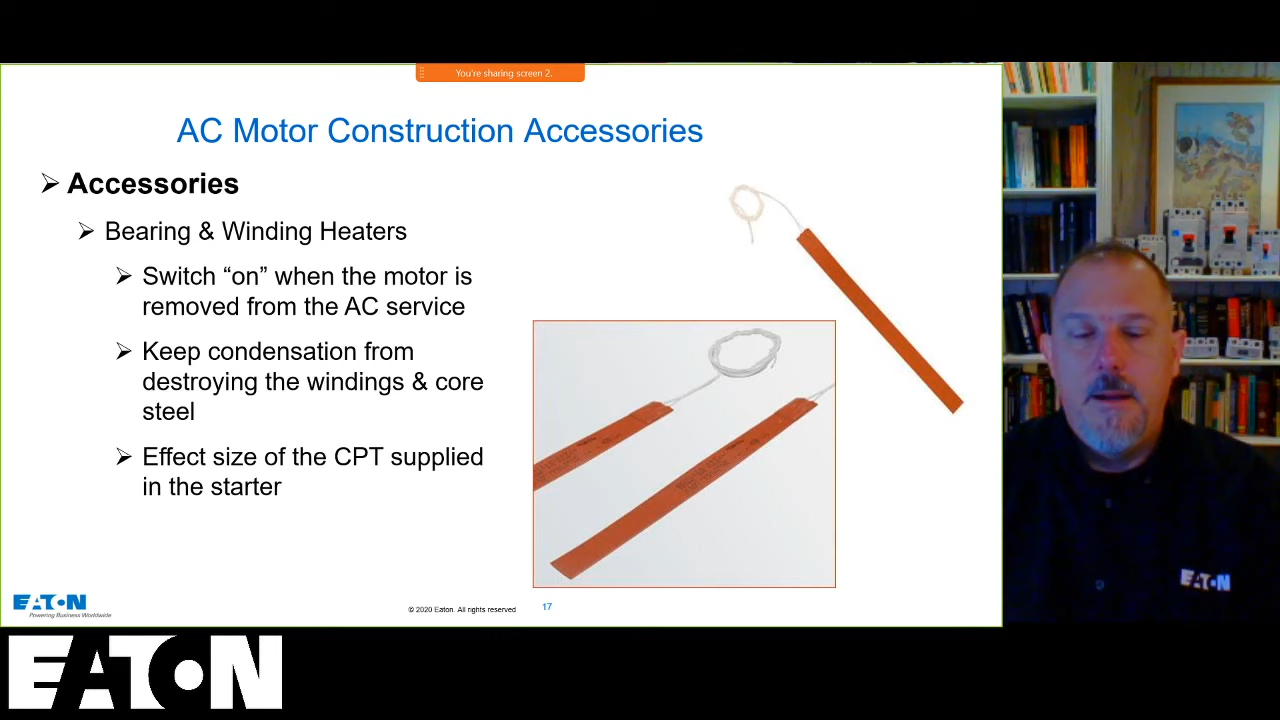 You're sharing screen 2.
AC Motor Construction Accessories
Accessories
Bearing & Winding Heaters
Switch “on” when the motor is
removed from the AC service
Keep condensation from
destroying the windings & core
steel
Effect size of the CPT supplied
in the starter
EATON
Powering Business Worldwide
© 2020 Eaton. All rights reserved
17
EATON
EATON